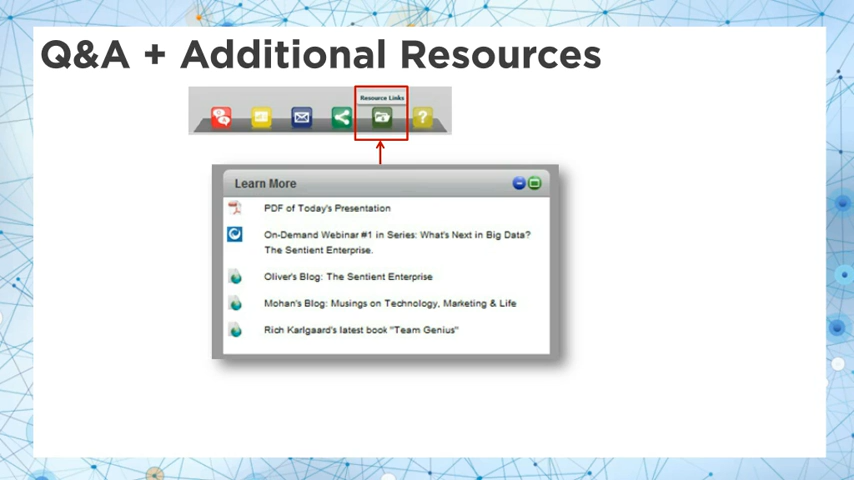 Q&A + Additional Resources
Resource Links
Learn More
PDF of Today's Presentation
On-Demand Webinar #1 in Series: What's Next in Big Data?
The Sentient Enterprise.
Oliver's Blog: The Sentient Enterprise
Mohan's Blog: Musings on Technology, Marketing & Life
Rich Karlgaard's latest book "Team Genius"